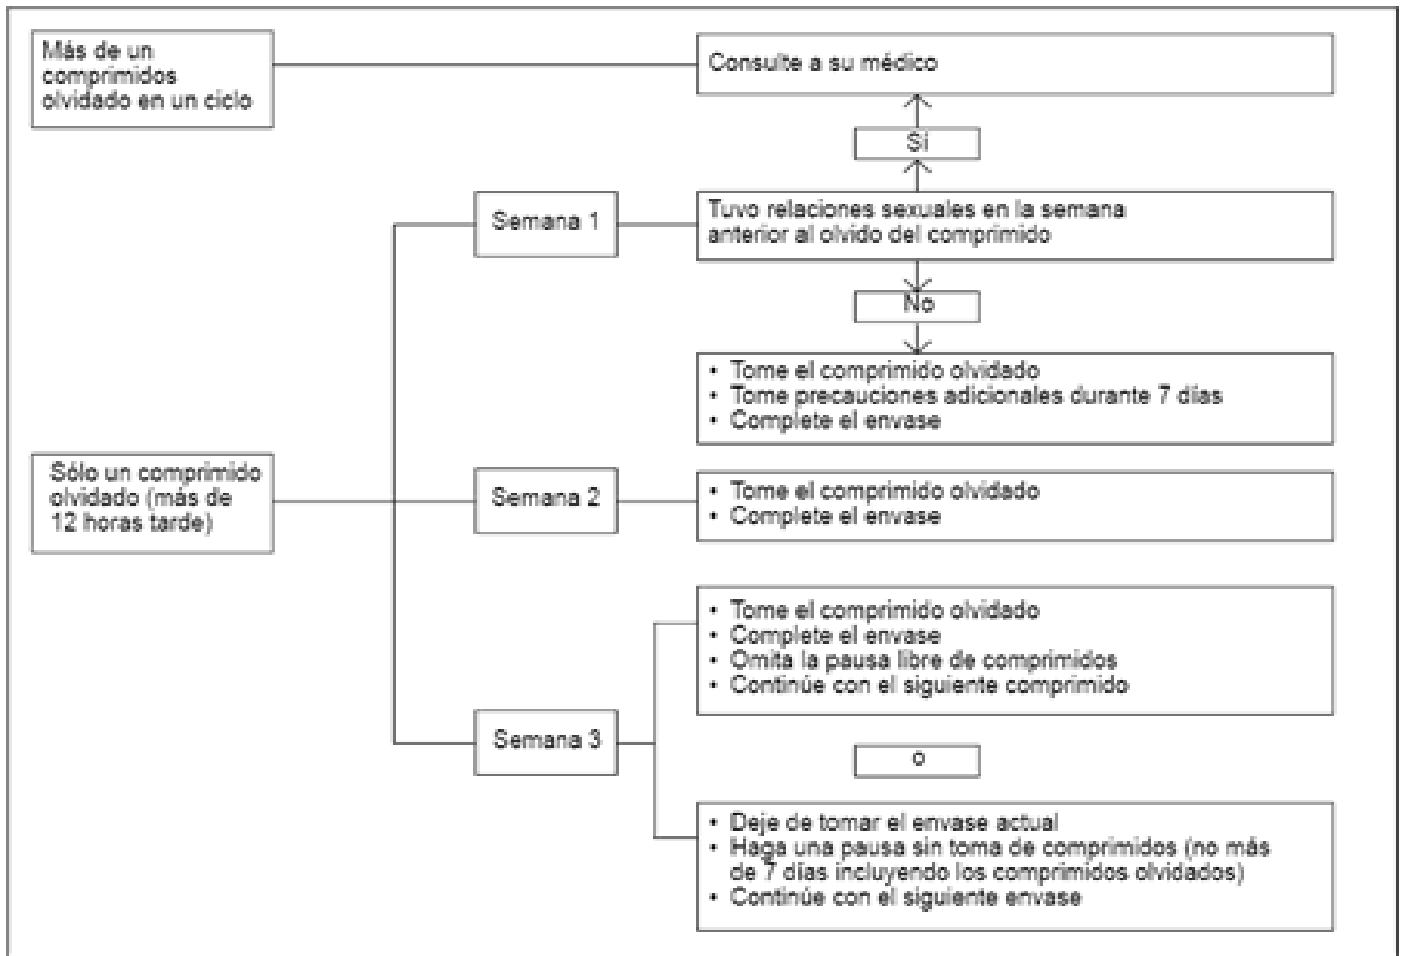 Más de un
comprimidos
olvidado en un ciclo
Consulte a su médico
Sí
Semana 1
Tuvo relaciones sexuales en la semana
anterior al olvido del comprimido
No
• Tome el comprimido olvidado
• Tome precauciones adicionales durante 7 días
• Complete el envase
Sólo un comprimido
olvidado (más de
12 horas tarde)
Semana 2
• Tome el comprimido olvidado
• Complete el envase
Semana 3
• Tome el comprimido olvidado
• Complete el envase
• Omita la pausa libre de comprimidos
• Continúe con el siguiente comprimido
o
• Deje de tomar el envase actual
• Haga una pausa sin toma de comprimidos (no más
de 7 días incluyendo los comprimidos olvidados)
• Continúe con el siguiente envase